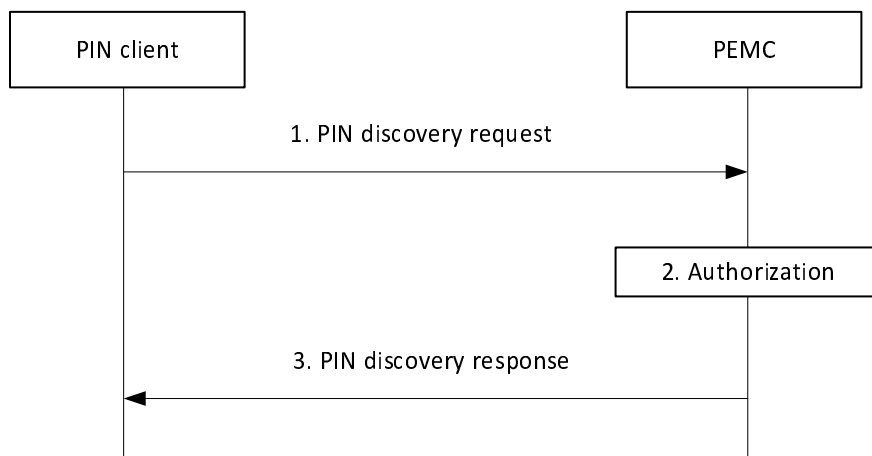 PIN client
PEMC
1. PIN discovery request
2. Authorization
3. PIN discovery response